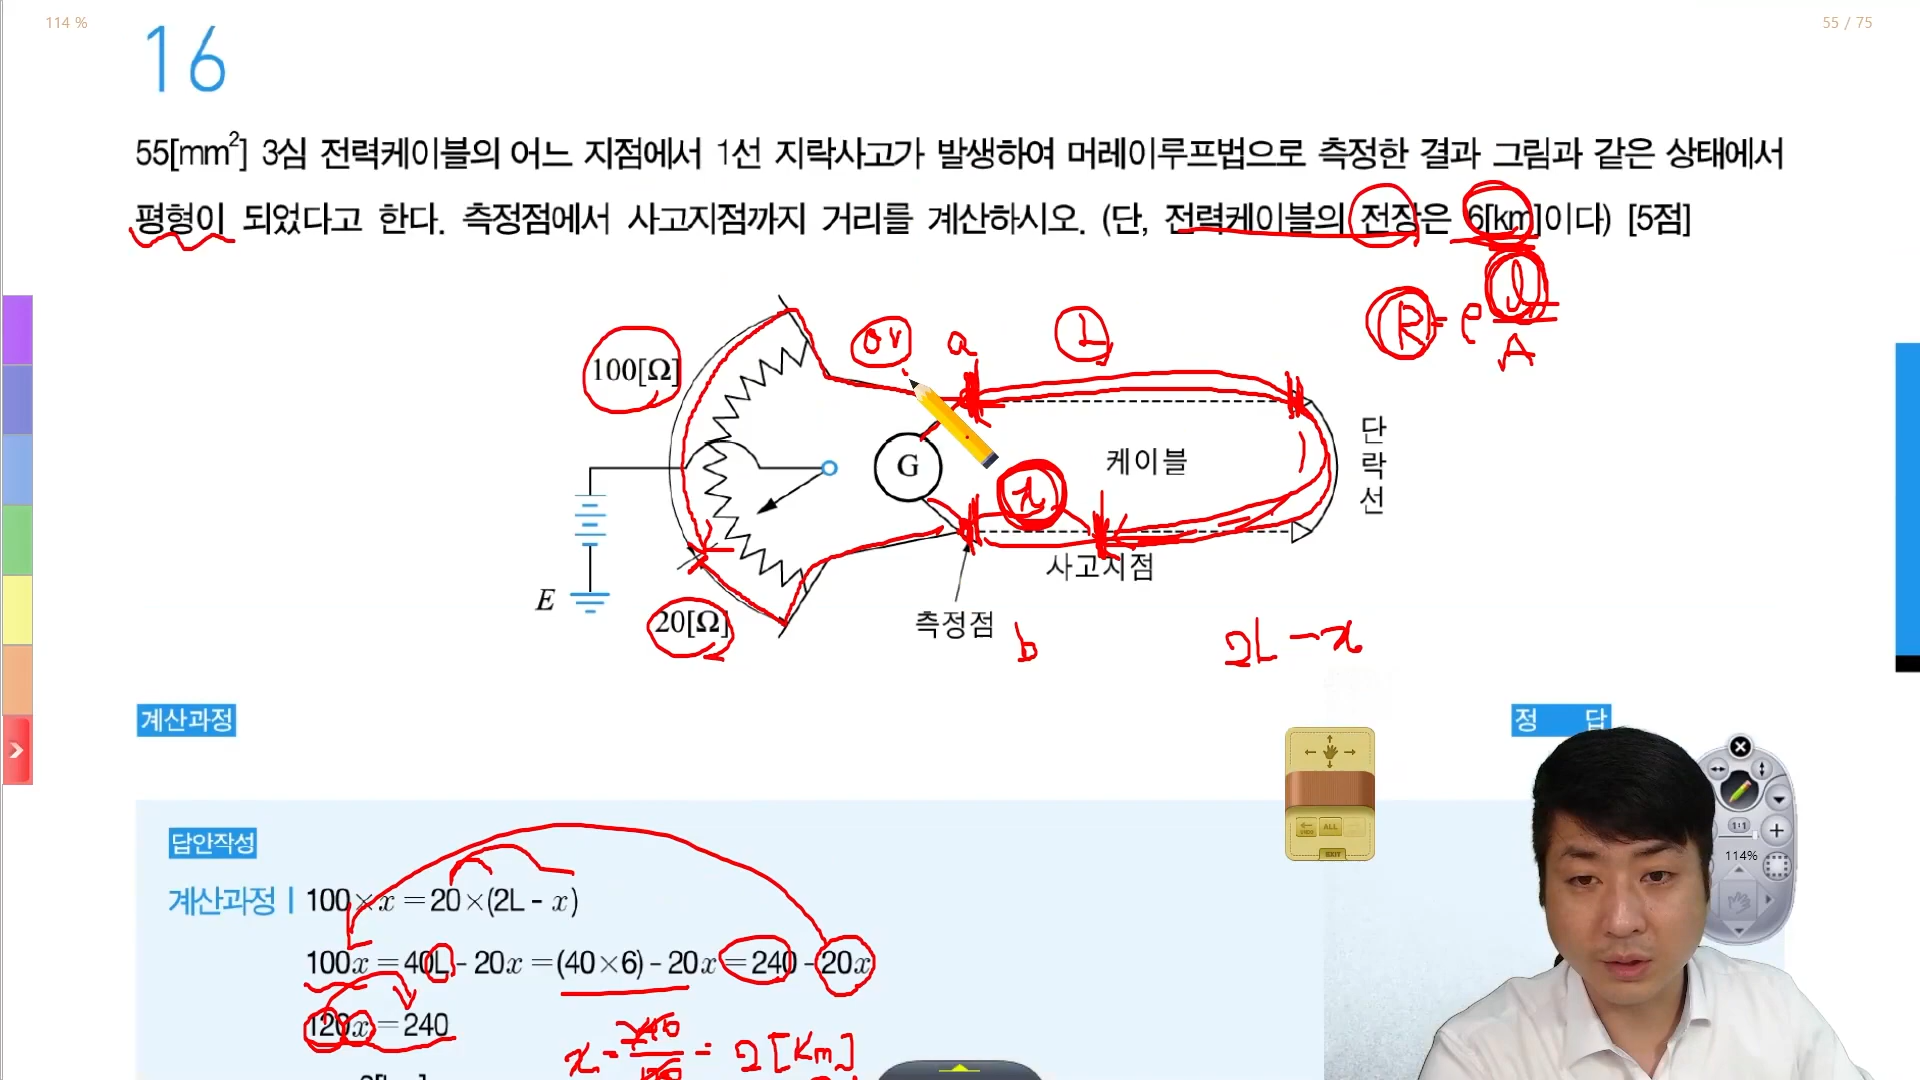 114 %
55 / 75
16
55[mm²] 3심 전력케이블의 어느 지점에서 1선 지락사고가 발생하여 머레이루프법으로 측정한 결과 그림과 같은 상태에서
평형이 되었다고 한다. 측정점에서 사고지점까지 거리를 계산하시오. (단, 전력케이블의 전장은 6[km]이다) [5점]
R = ρ l/A
0V a L
100[Ω]
단락선
G
케이블
x
E
사고지점
20[Ω]
측정점
b
2L - x
계산과정
정 답
답안작성
계산과정 | 100 × x = 20 × (2L - x)
100x = 40L - 20x = (40×6) - 20x = 240 - 20x
120x = 240
x = 240/120 = 2 [Km]
1:1
114%
ALL
EXIT